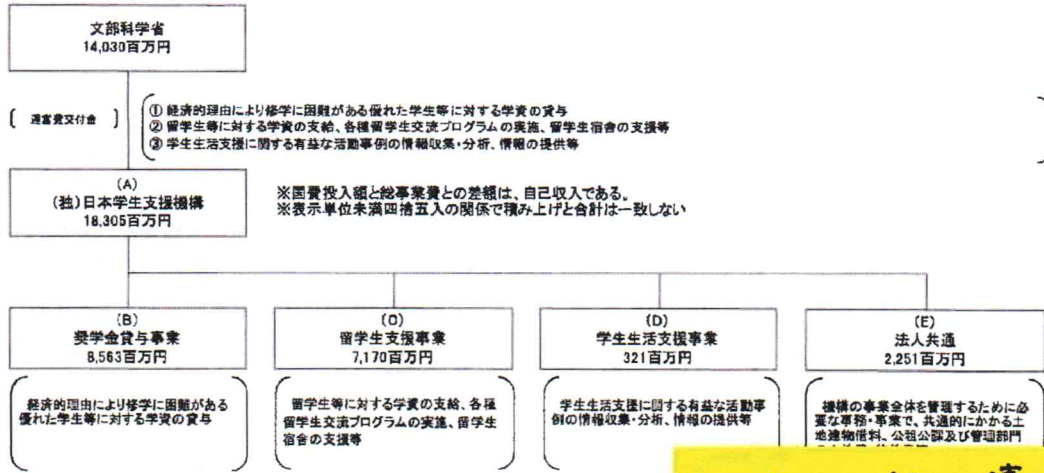 文部科学省
14,030百万円
[ 運営費交付金 ]
① 経済的理由により修学に困難がある優れた学生等に対する学資の貸与
② 留学生等に対する学資の支給、各種留学生交流プログラムの実施、留学生宿舎の支援等
③ 学生生活支援に関する有益な活動事例の情報収集・分析、情報の提供等
(A)
(独)日本学生支援機構
18,305百万円
※国費投入額と総事業費との差額は、自己収入である。
※表示単位未満四捨五入の関係で積み上げと合計は一致しない
(B)
奨学金貸与事業
8,563百万円
経済的理由により修学に困難がある
優れた学生等に対する学資の貸与
(C)
留学生支援事業
7,170百万円
留学生等に対する学資の支給、各種
留学生交流プログラムの実施、留学生
宿舎の支援等
(D)
学生生活支援事業
321百万円
学生生活支援に関する有益な活動事
例の情報収集・分析、情報の提供等
(E)
法人共通
2,251百万円
機構の事業全体を管理するために必
要な事務・事業で、共通的にかかる土
地建物借料、公租公課及び管理部門